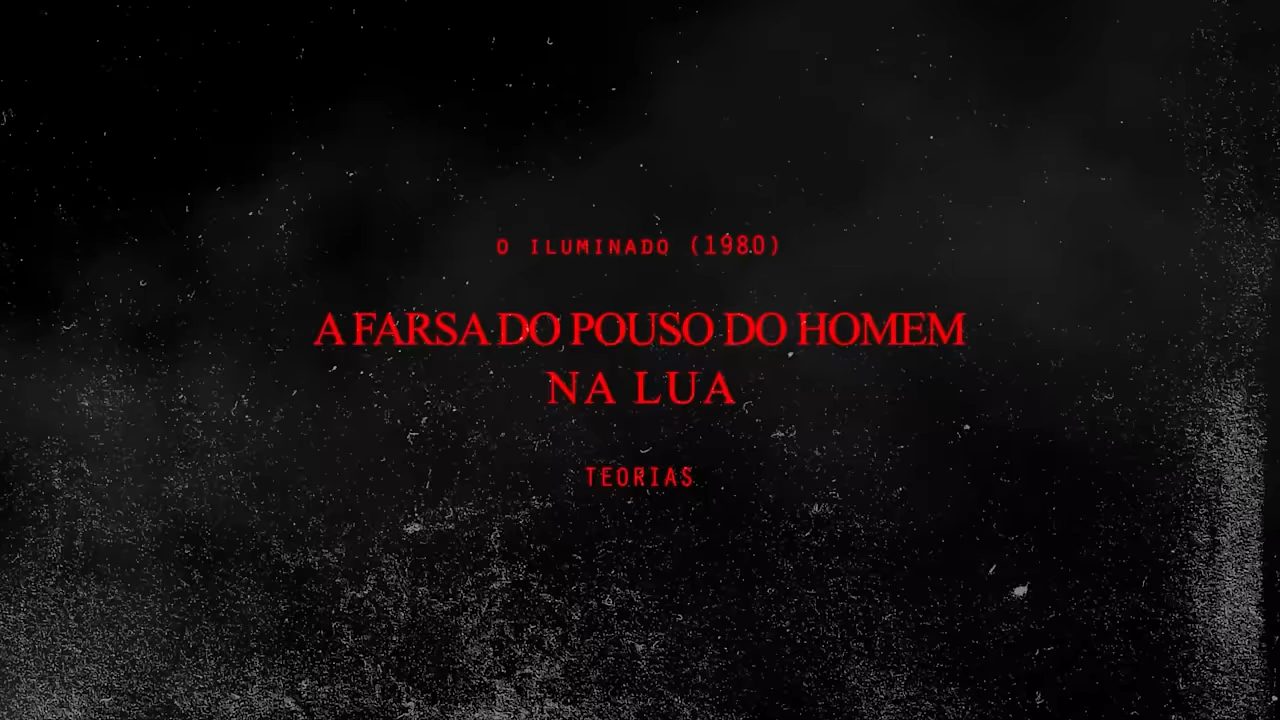 O ILUMINADO (1980)
A FARSA DO POUSO DO HOMEM
NA LUA
TEORIAS